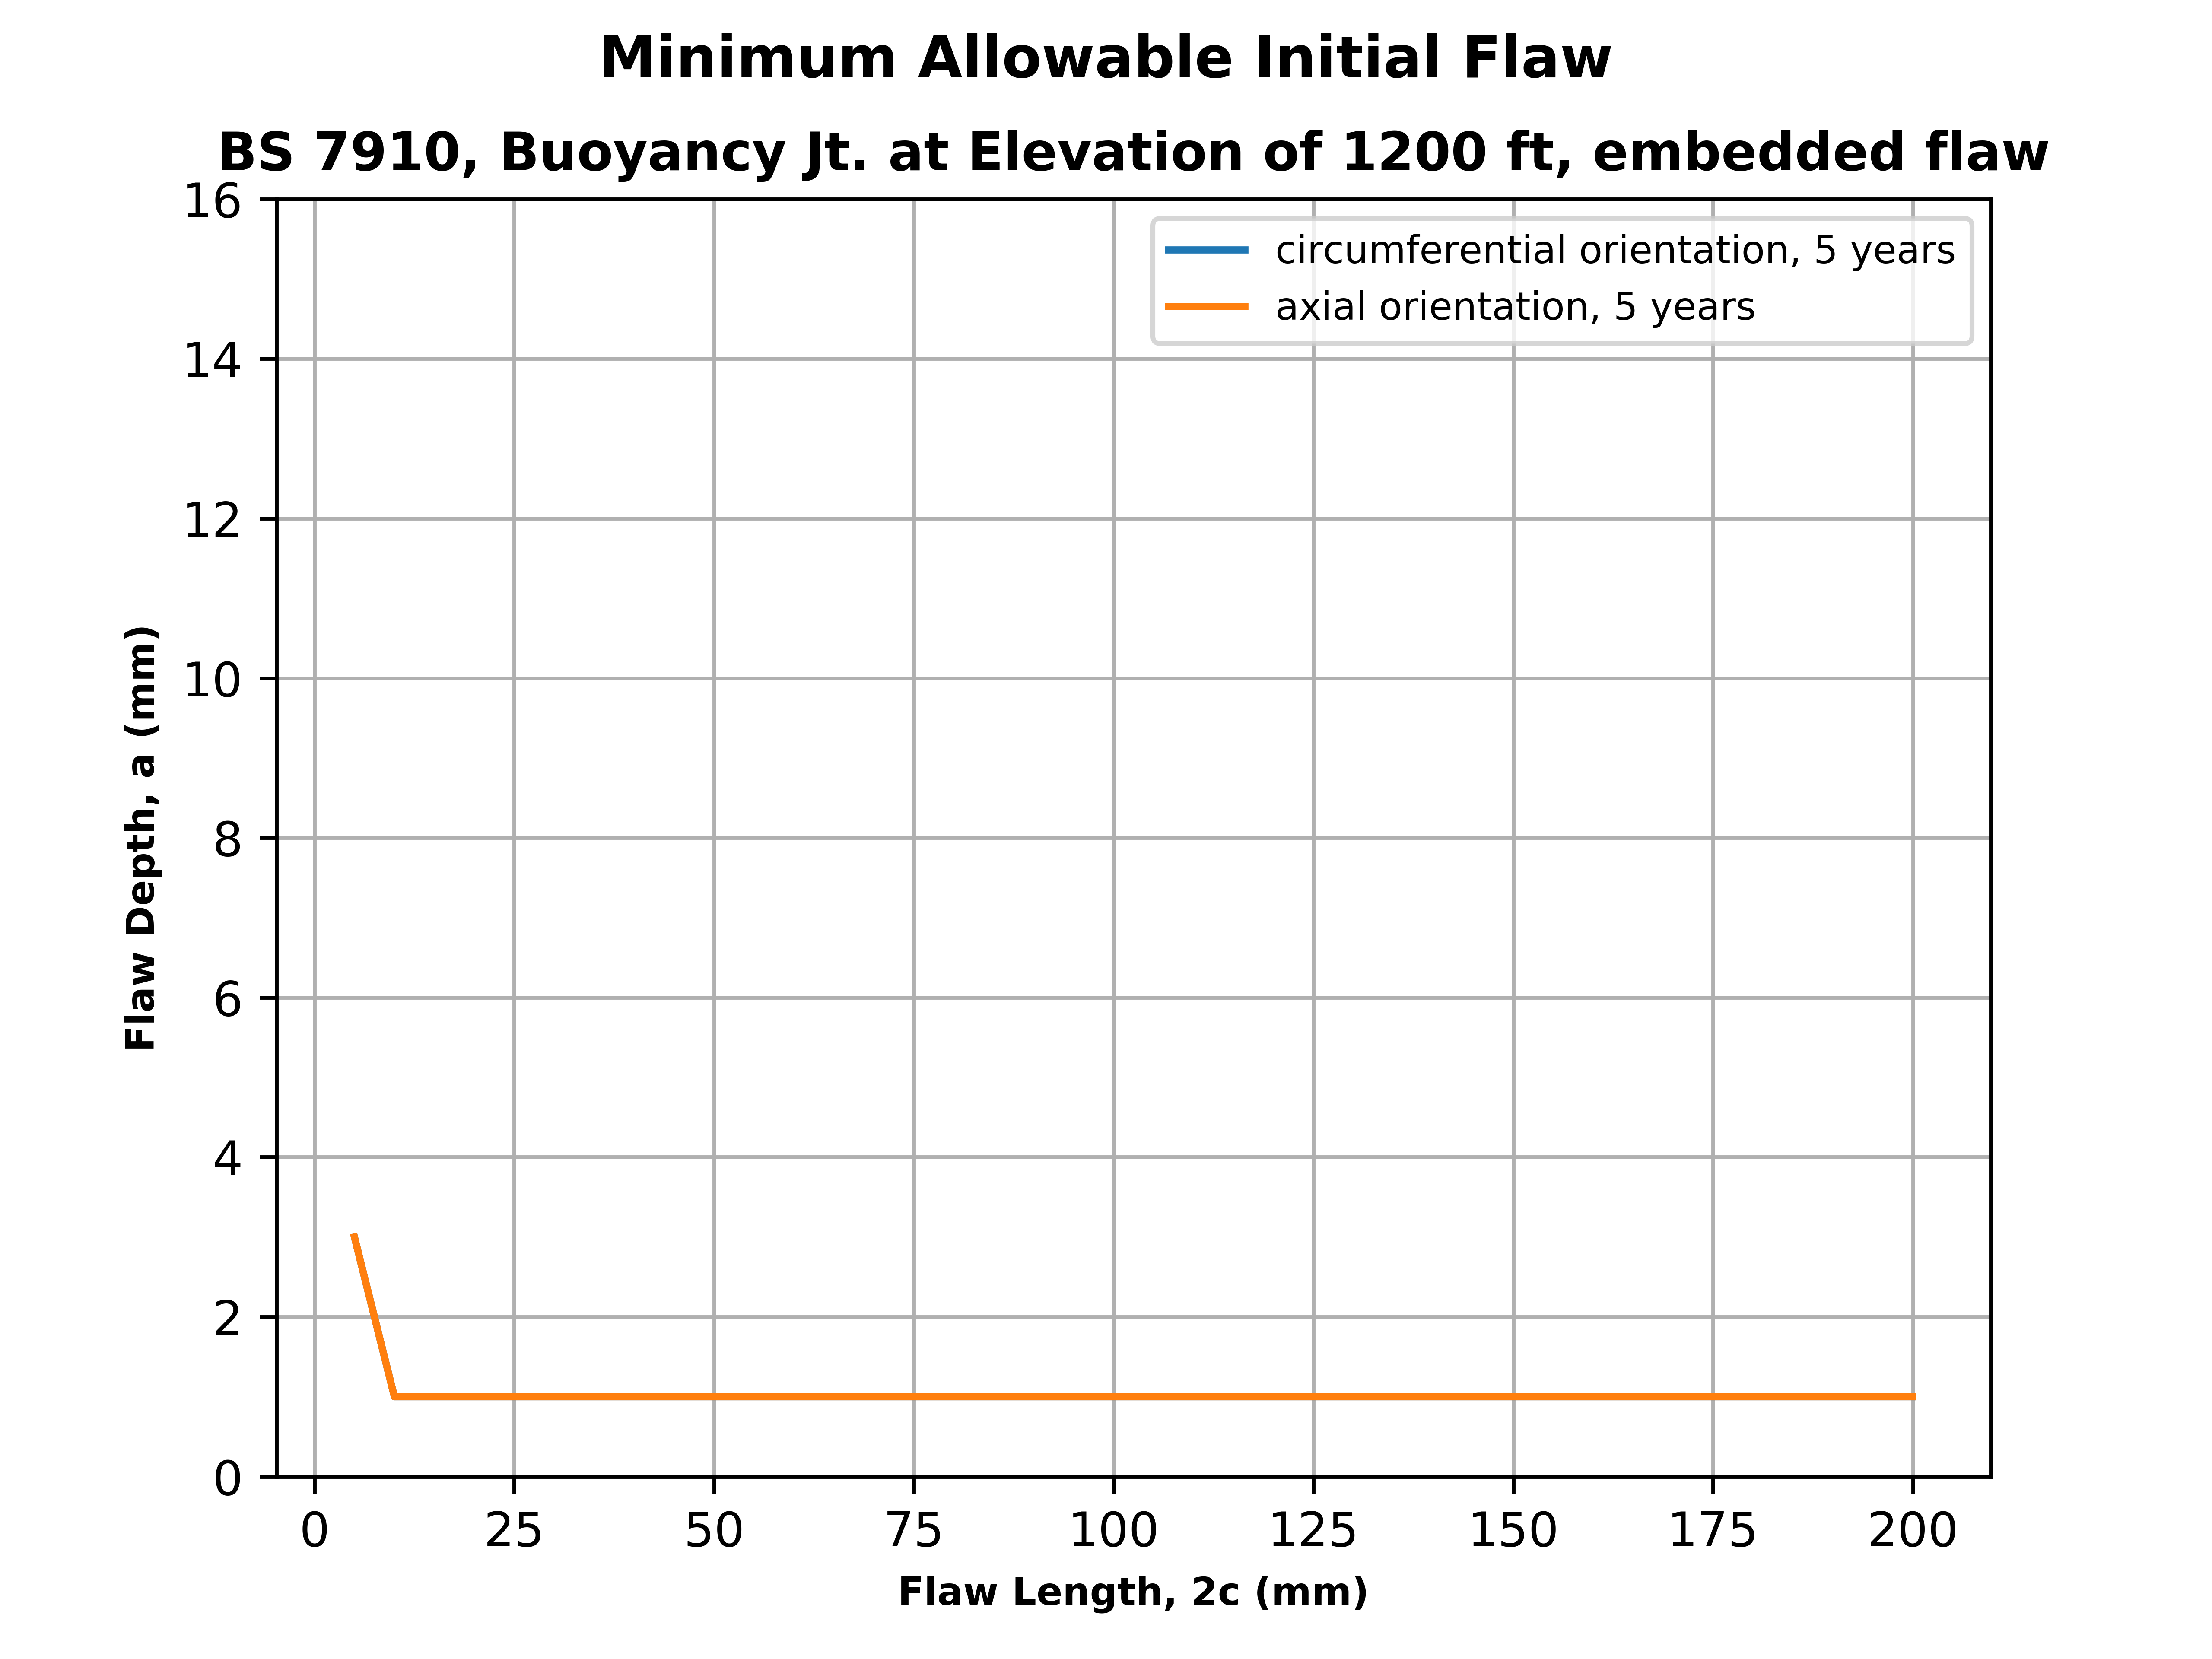 Minimum Allowable Initial Flaw
BS 7910, Buoyancy Jt. at Elevation of 1200 ft, embedded flaw
circumferential orientation, 5 years
axial orientation, 5 years
16
14
12
10
8
6
4
2
0
Flaw Depth, a (mm)
0 25 50 75 100 125 150 175 200
Flaw Length, 2c (mm)